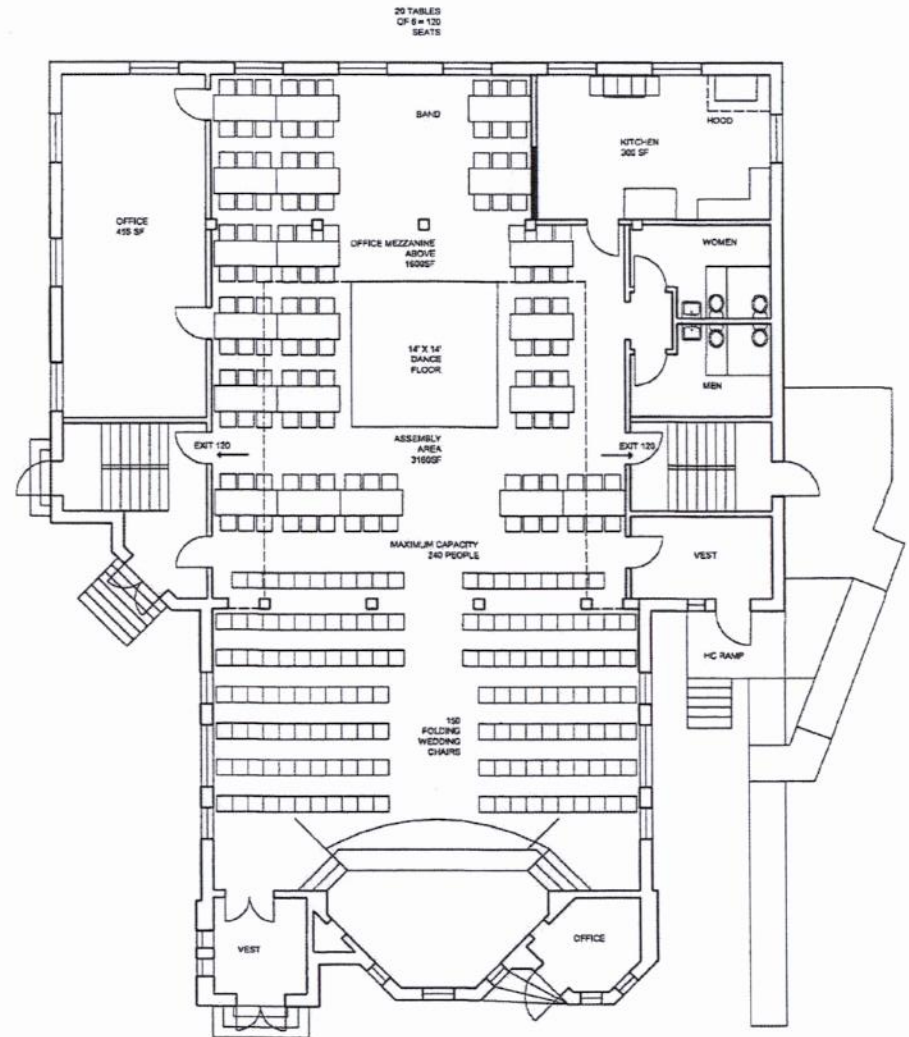 20 TABLES
OF 6 = 120
SEATS
BAND
HOOD
KITCHEN
300 SF
OFFICE
455 SF
WOMEN
OFFICE MEZZANINE
ABOVE
1600SF
14' X 14'
DANCE
FLOOR
MEN
EXIT 120
ASSEMBLY
AREA
3160SF
EXIT 120
MAXIMUM CAPACITY
240 PEOPLE
VEST
HC RAMP
150
FOLDING
WEDDING
CHAIRS
VEST
OFFICE